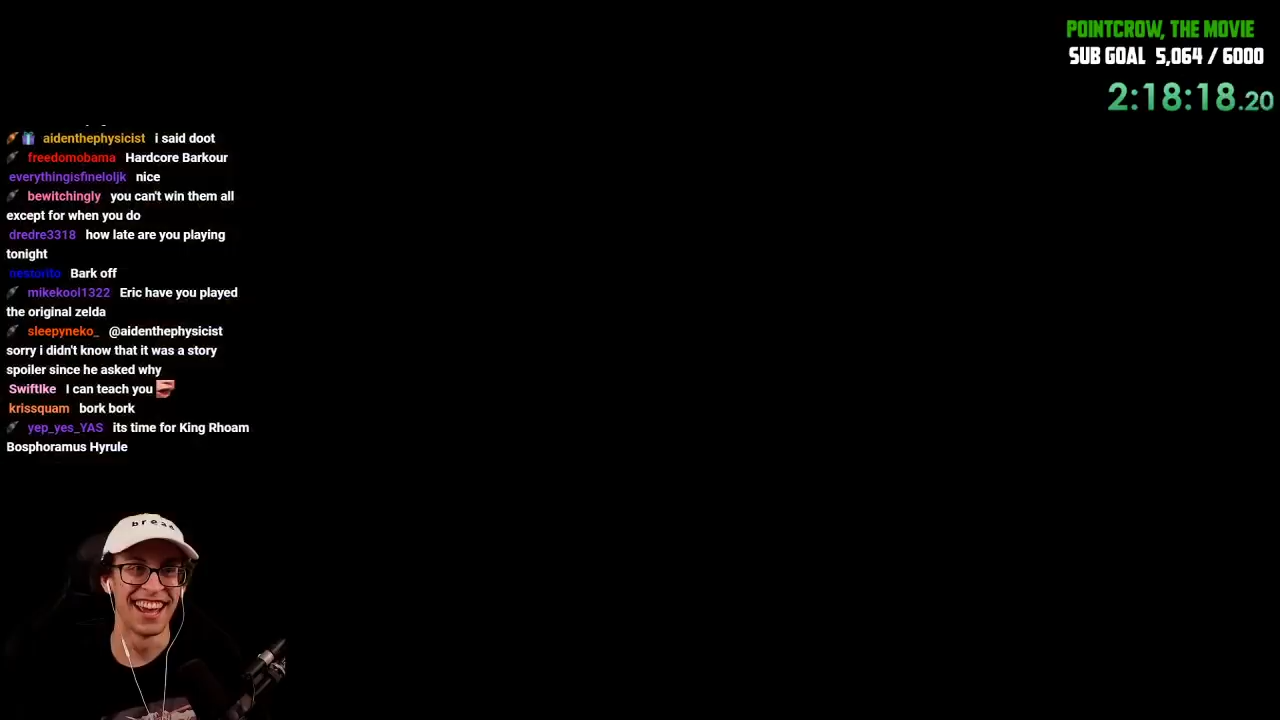 POINTCROW, THE MOVIE
SUB GOAL 5,064 / 6000
2:18:18.20
aidenthephysicist i said doot
freedomobama Hardcore Barkour
everythingisfineloljk nice
bewitchingly you can't win them all
except for when you do
dredre3318 how late are you playing
tonight
nestorito Bark off
mikekool1322 Eric have you played
the original zelda
sleepyneko_ @aidenthephysicist
sorry i didn't know that it was a story
spoiler since he asked why
SwiftIke I can teach you
krissquam bork bork
yep_yes_YAS its time for King Rhoam
Bosphoramus Hyrule
bread